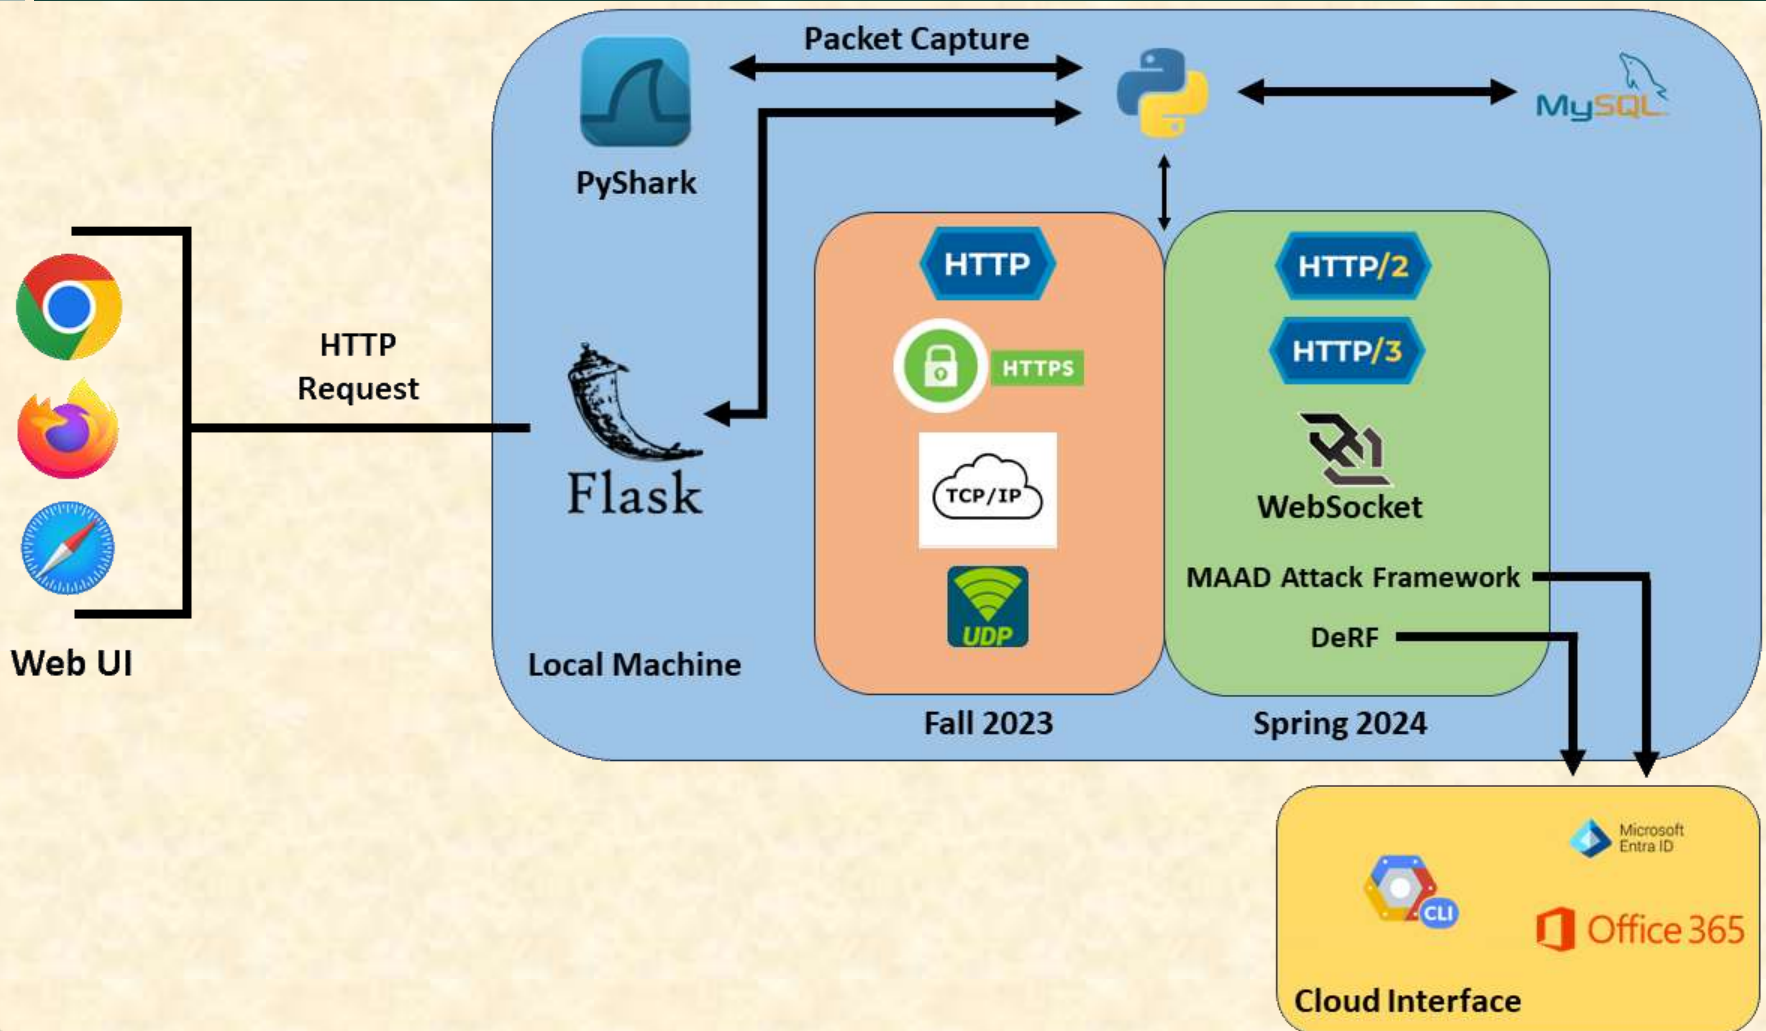 Packet Capture
PyShark
MySQL
HTTP
Request
Flask
Web UI
Local Machine
HTTP
HTTPS
TCP/IP
UDP
Fall 2023
HTTP/2
HTTP/3
WebSocket
MAAD Attack Framework
DeRF
Spring 2024
Microsoft
Entra ID
CLI
Office 365
Cloud Interface